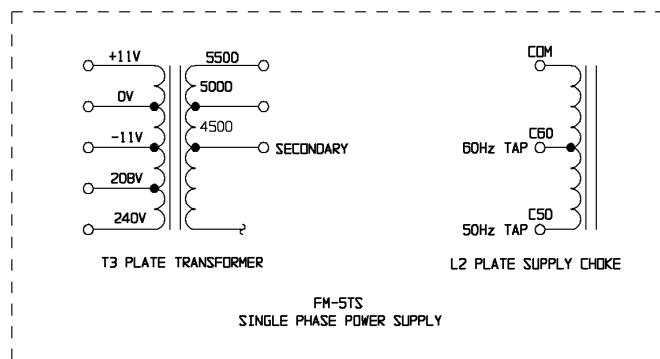 +11V
0V
-11V
208V
240V
5500
5000
4500
SECONDARY
T3 PLATE TRANSFORMER
COM
C60
60Hz TAP
C50
50Hz TAP
L2 PLATE SUPPLY CHOKE
FM-5TS
SINGLE PHASE POWER SUPPLY